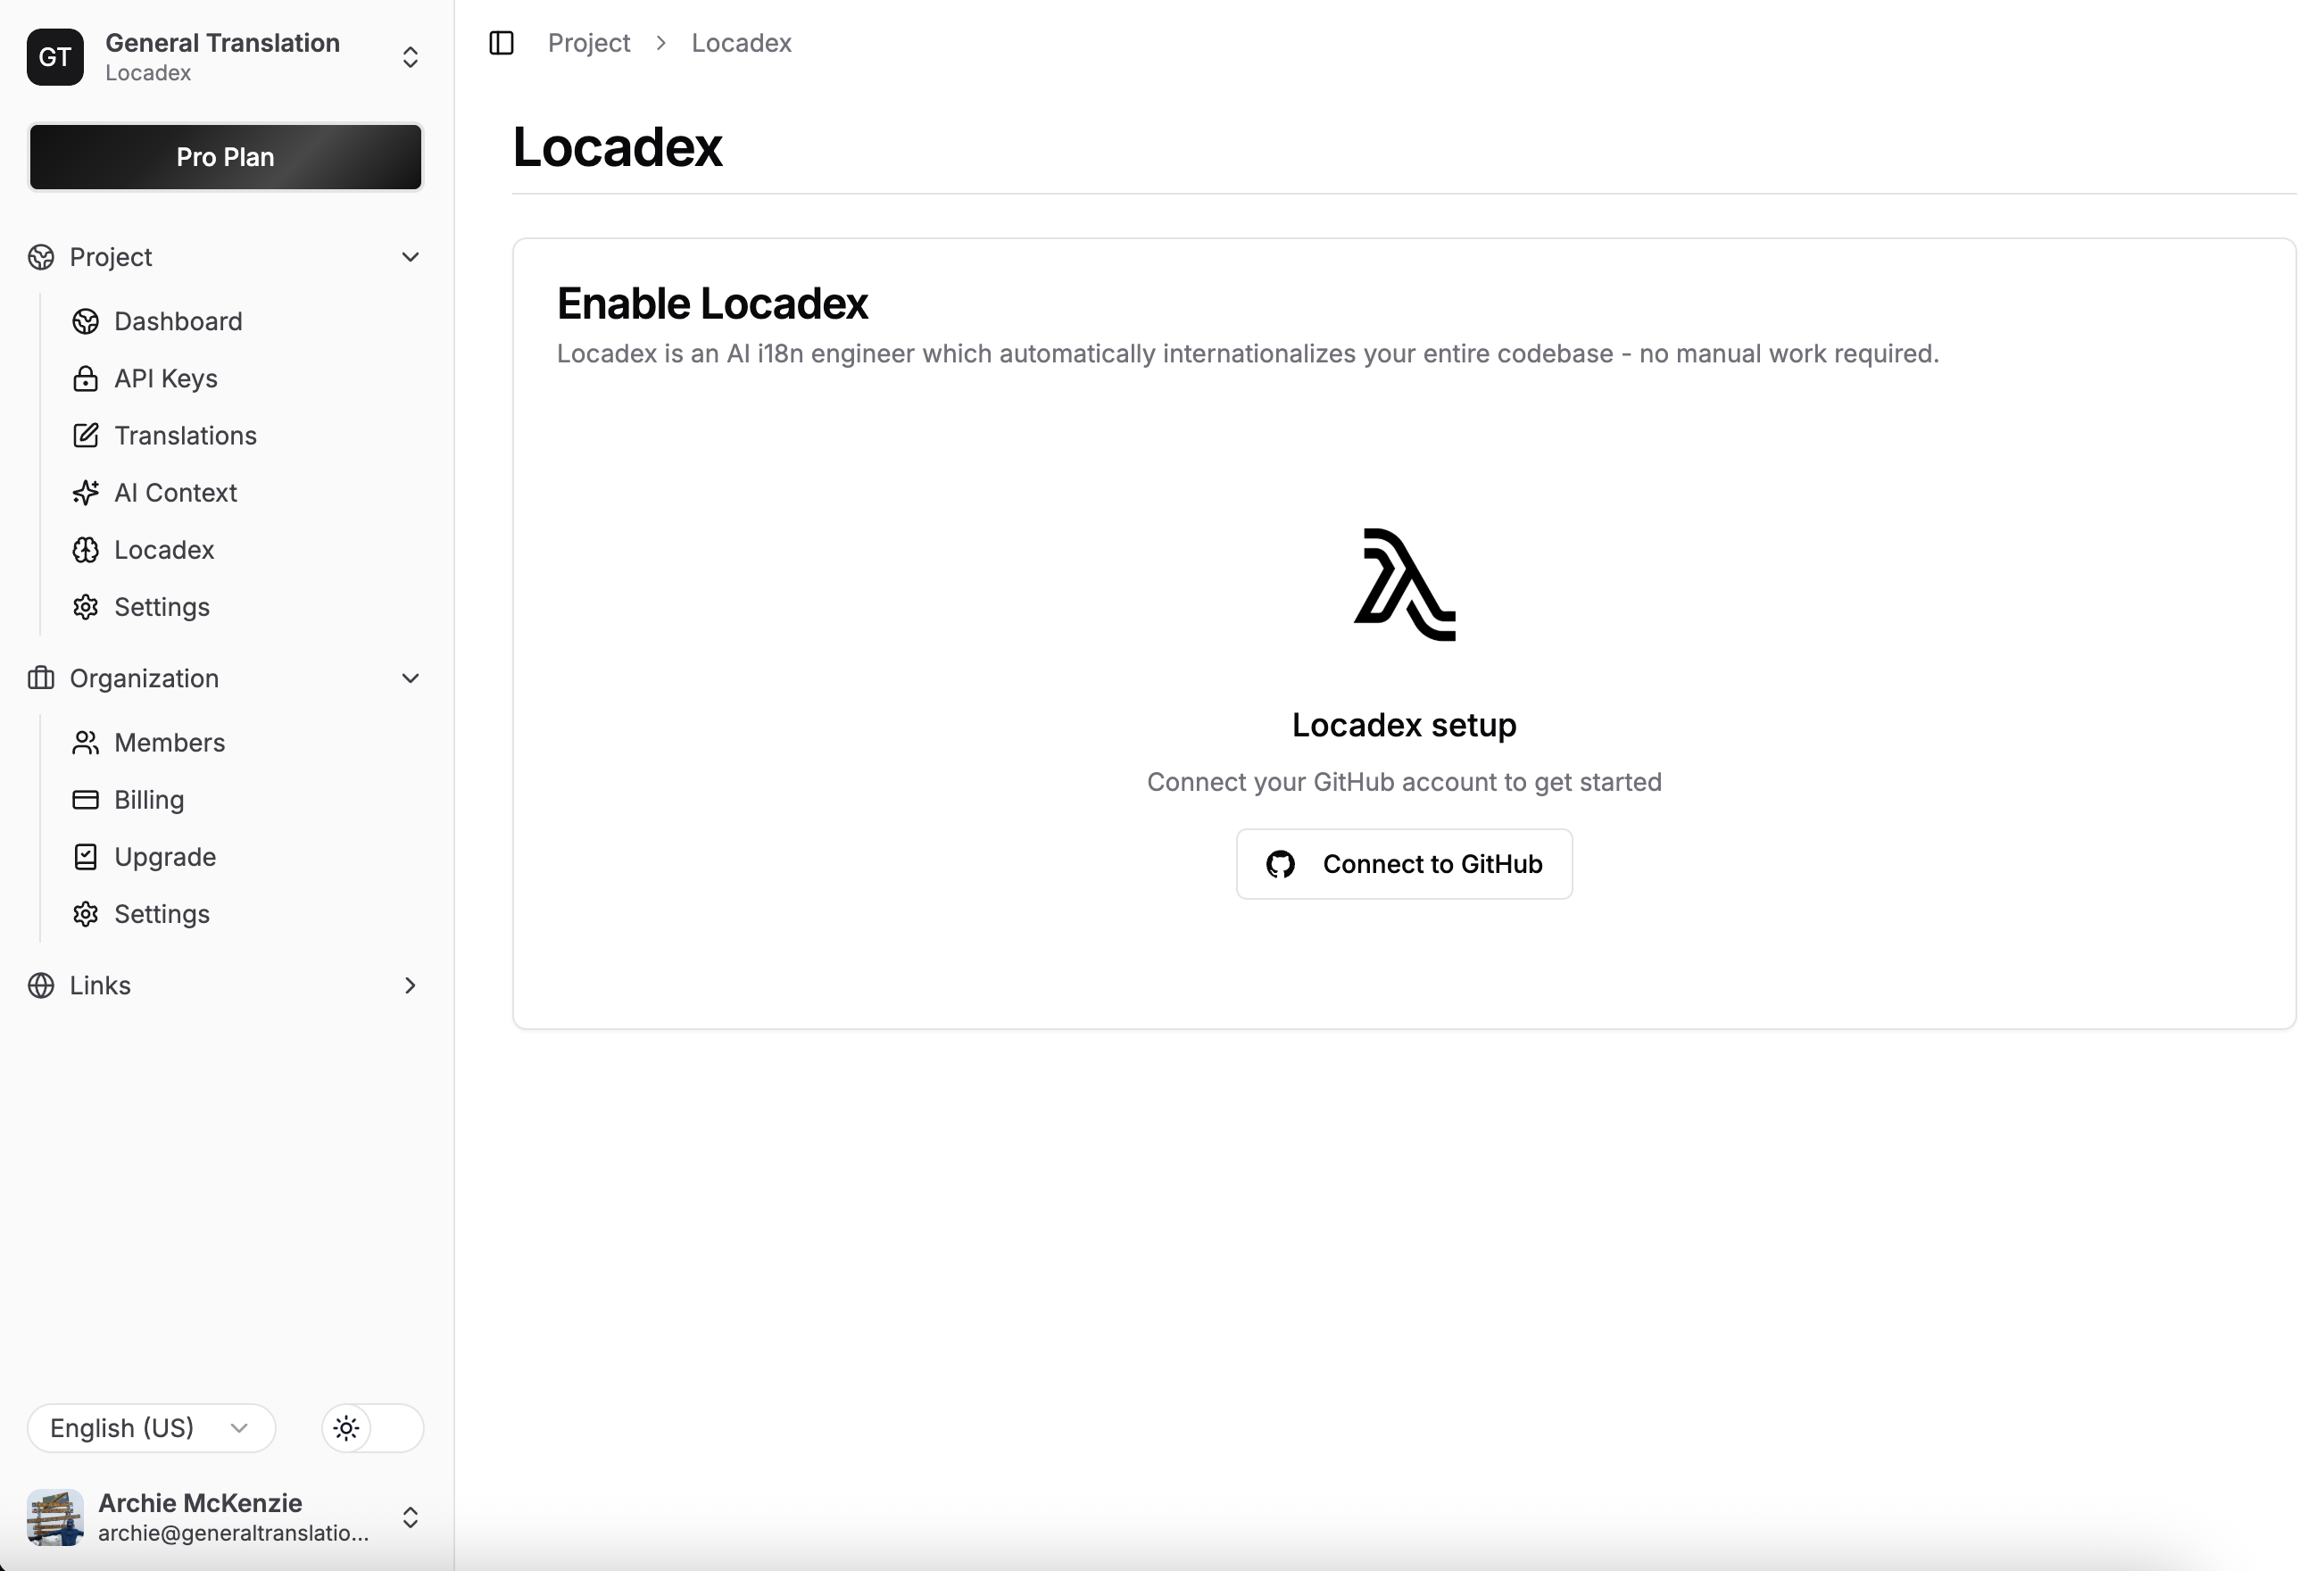 GT
General Translation
Locadex
Pro Plan
Project
Dashboard
API Keys
Translations
AI Context
Locadex
Settings
Organization
Members
Billing
Upgrade
Settings
Links
English (US)
Archie McKenzie
archie@generaltranslatio...
Project > Locadex
Locadex
Enable Locadex
Locadex is an AI i18n engineer which automatically internationalizes your entire codebase - no manual work required.
Locadex setup
Connect your GitHub account to get started
Connect to GitHub